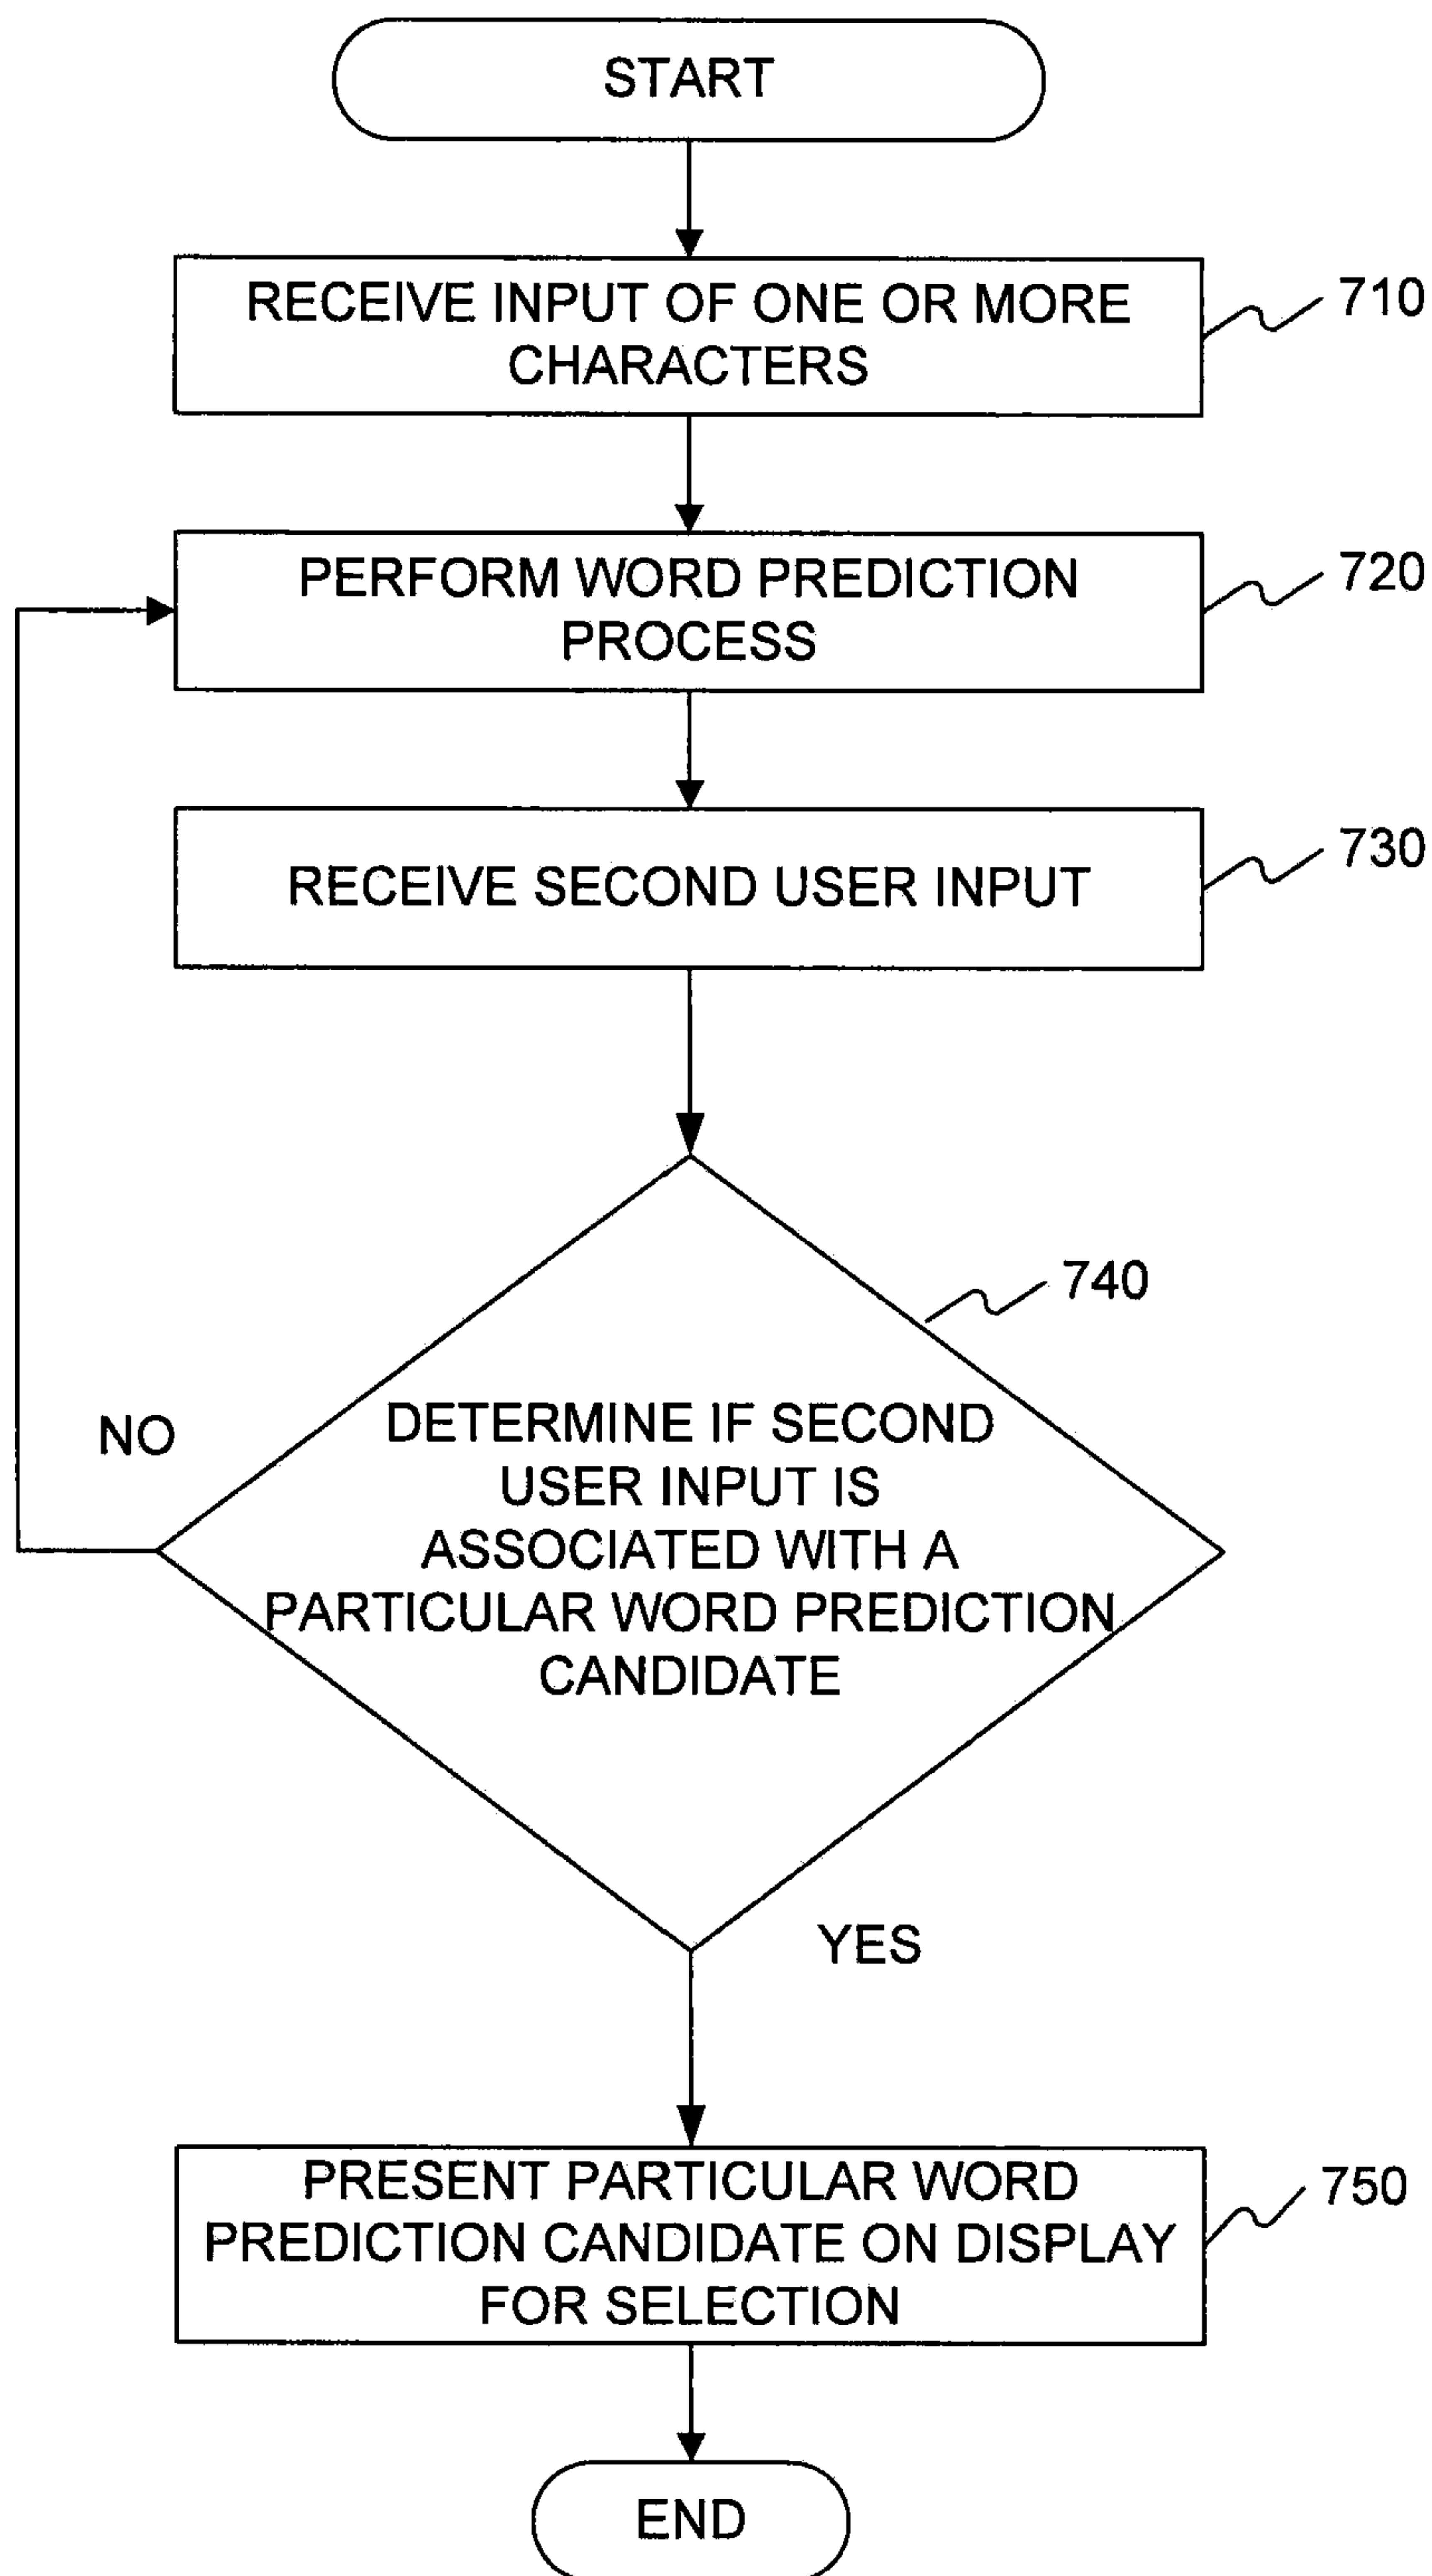 START
RECEIVE INPUT OF ONE OR MORE
CHARACTERS
710
PERFORM WORD PREDICTION
PROCESS
720
RECEIVE SECOND USER INPUT
730
740
DETERMINE IF SECOND
USER INPUT IS
ASSOCIATED WITH A
PARTICULAR WORD PREDICTION
CANDIDATE
NO
YES
PRESENT PARTICULAR WORD
PREDICTION CANDIDATE ON DISPLAY
FOR SELECTION
750
END